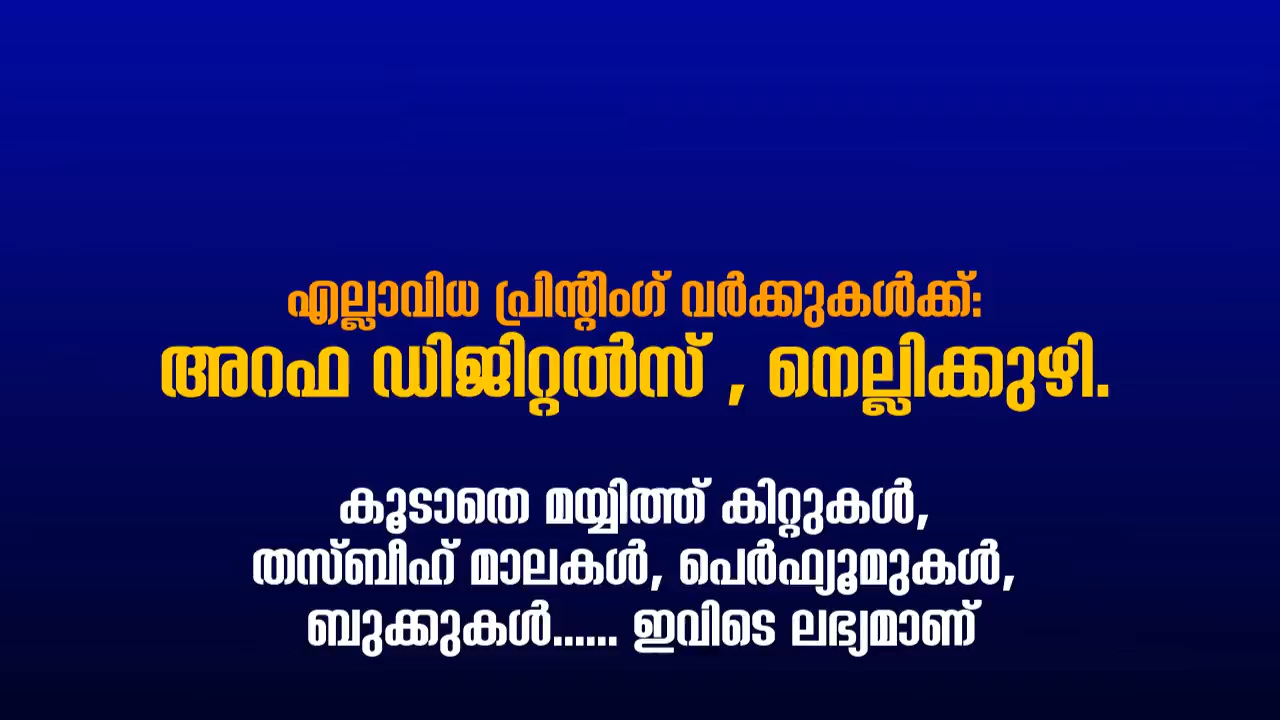 എല്ലാവിധ പ്രിന്റിംഗ് വർക്കുകൾക്ക്:
അറഫ ഡിജിറ്റൽസ് , നെല്ലിക്കുഴി.
കൂടാതെ മയ്യിത്ത് കിറ്റുകൾ,
തസ്ബീഹ് മാലകൾ, പെർഫ്യൂമുകൾ,
ബുക്കുകൾ...... ഇവിടെ ലഭ്യമാണ്